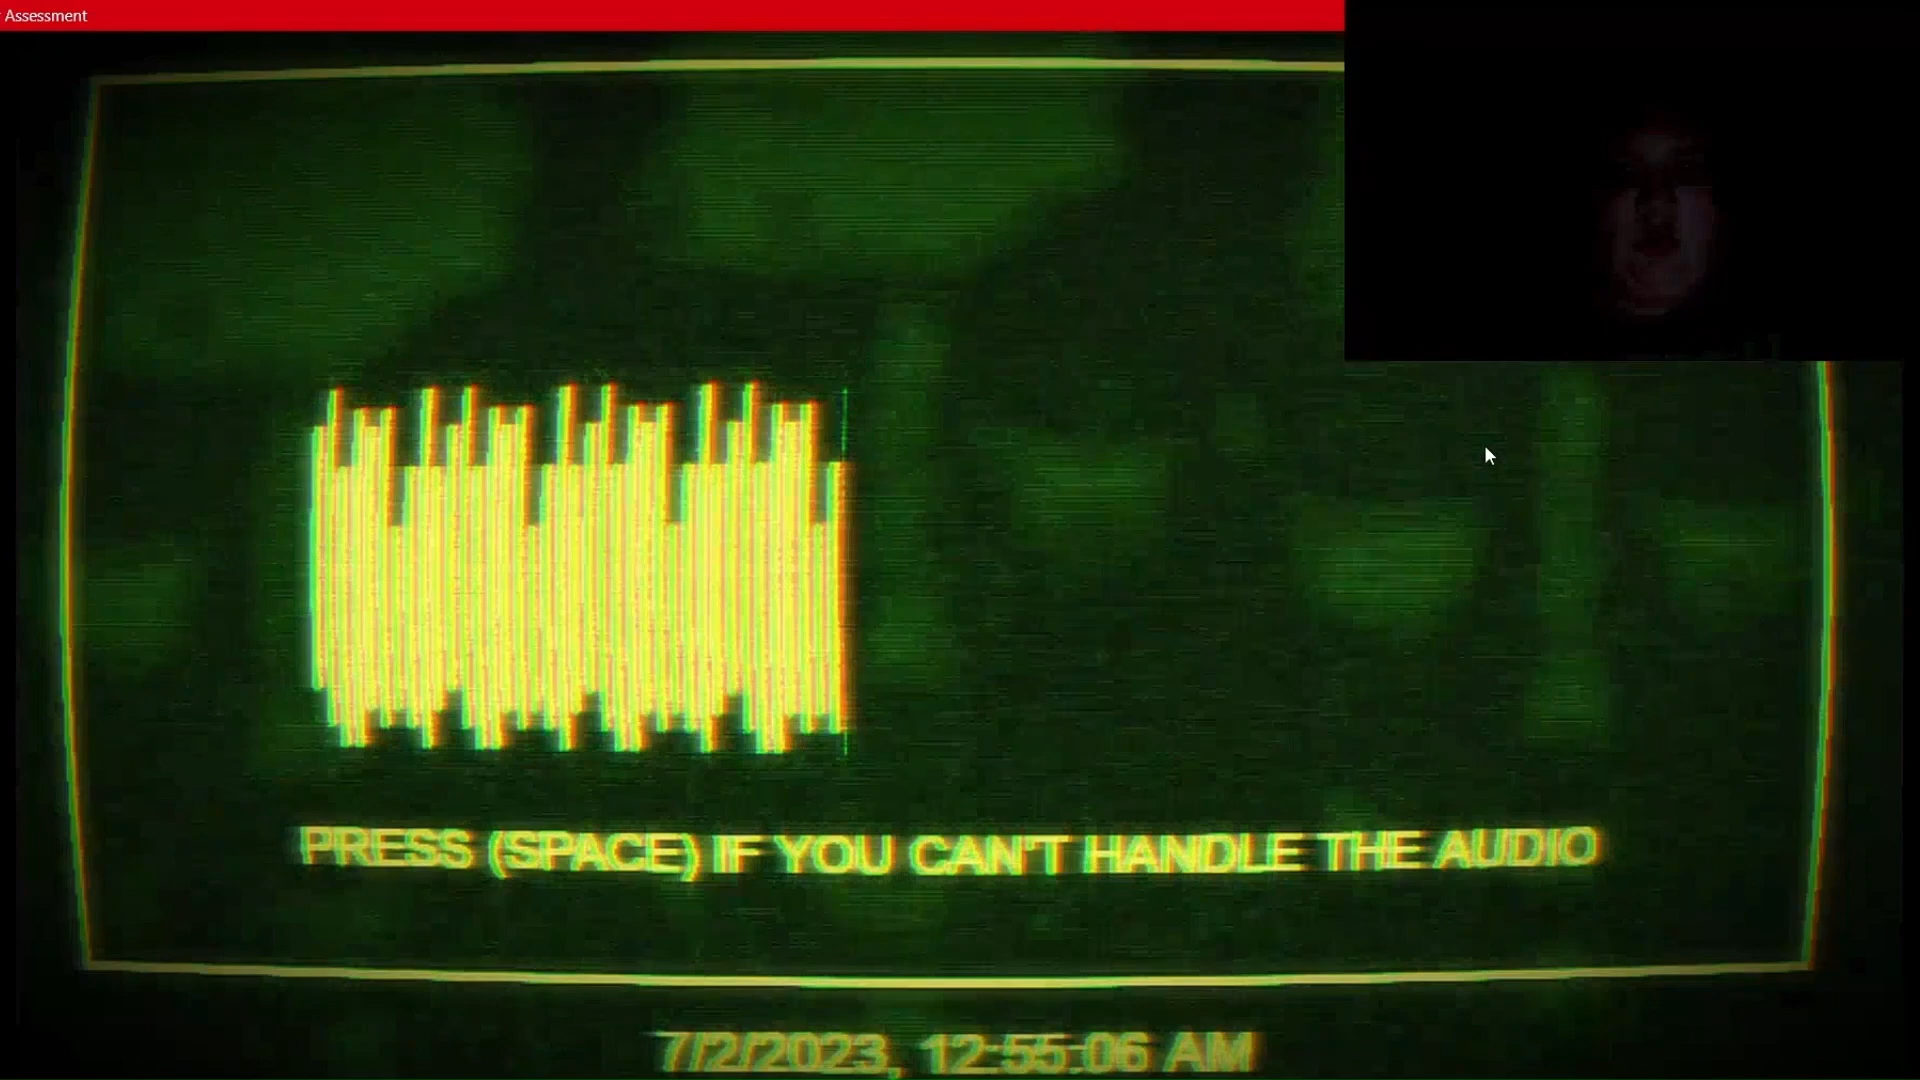 Assessment
PRESS (SPACE) IF YOU CAN'T HANDLE THE AUDIO
7/2/2023, 12:55:06 AM